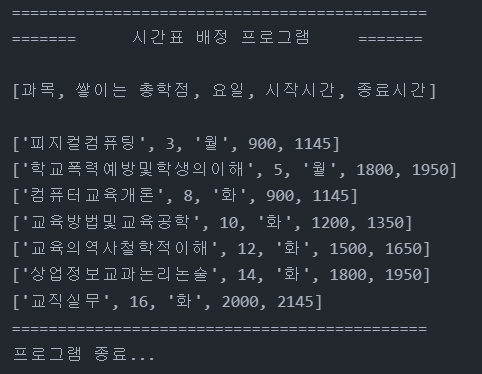 =============================================
=======      시간표 배정 프로그램     =======

[과목, 쌓이는 총학점, 요일, 시작시간, 종료시간]

['피지컬컴퓨팅', 3, '월', 900, 1145]
['학교폭력예방및학생의이해', 5, '월', 1800, 1950]
['컴퓨터교육개론', 8, '화', 900, 1145]
['교육방법및교육공학', 10, '화', 1200, 1350]
['교육의역사철학적이해', 12, '화', 1500, 1650]
['상업정보교과논리논술', 14, '화', 1800, 1950]
['교직실무', 16, '화', 2000, 2145]
=============================================
프로그램 종료...